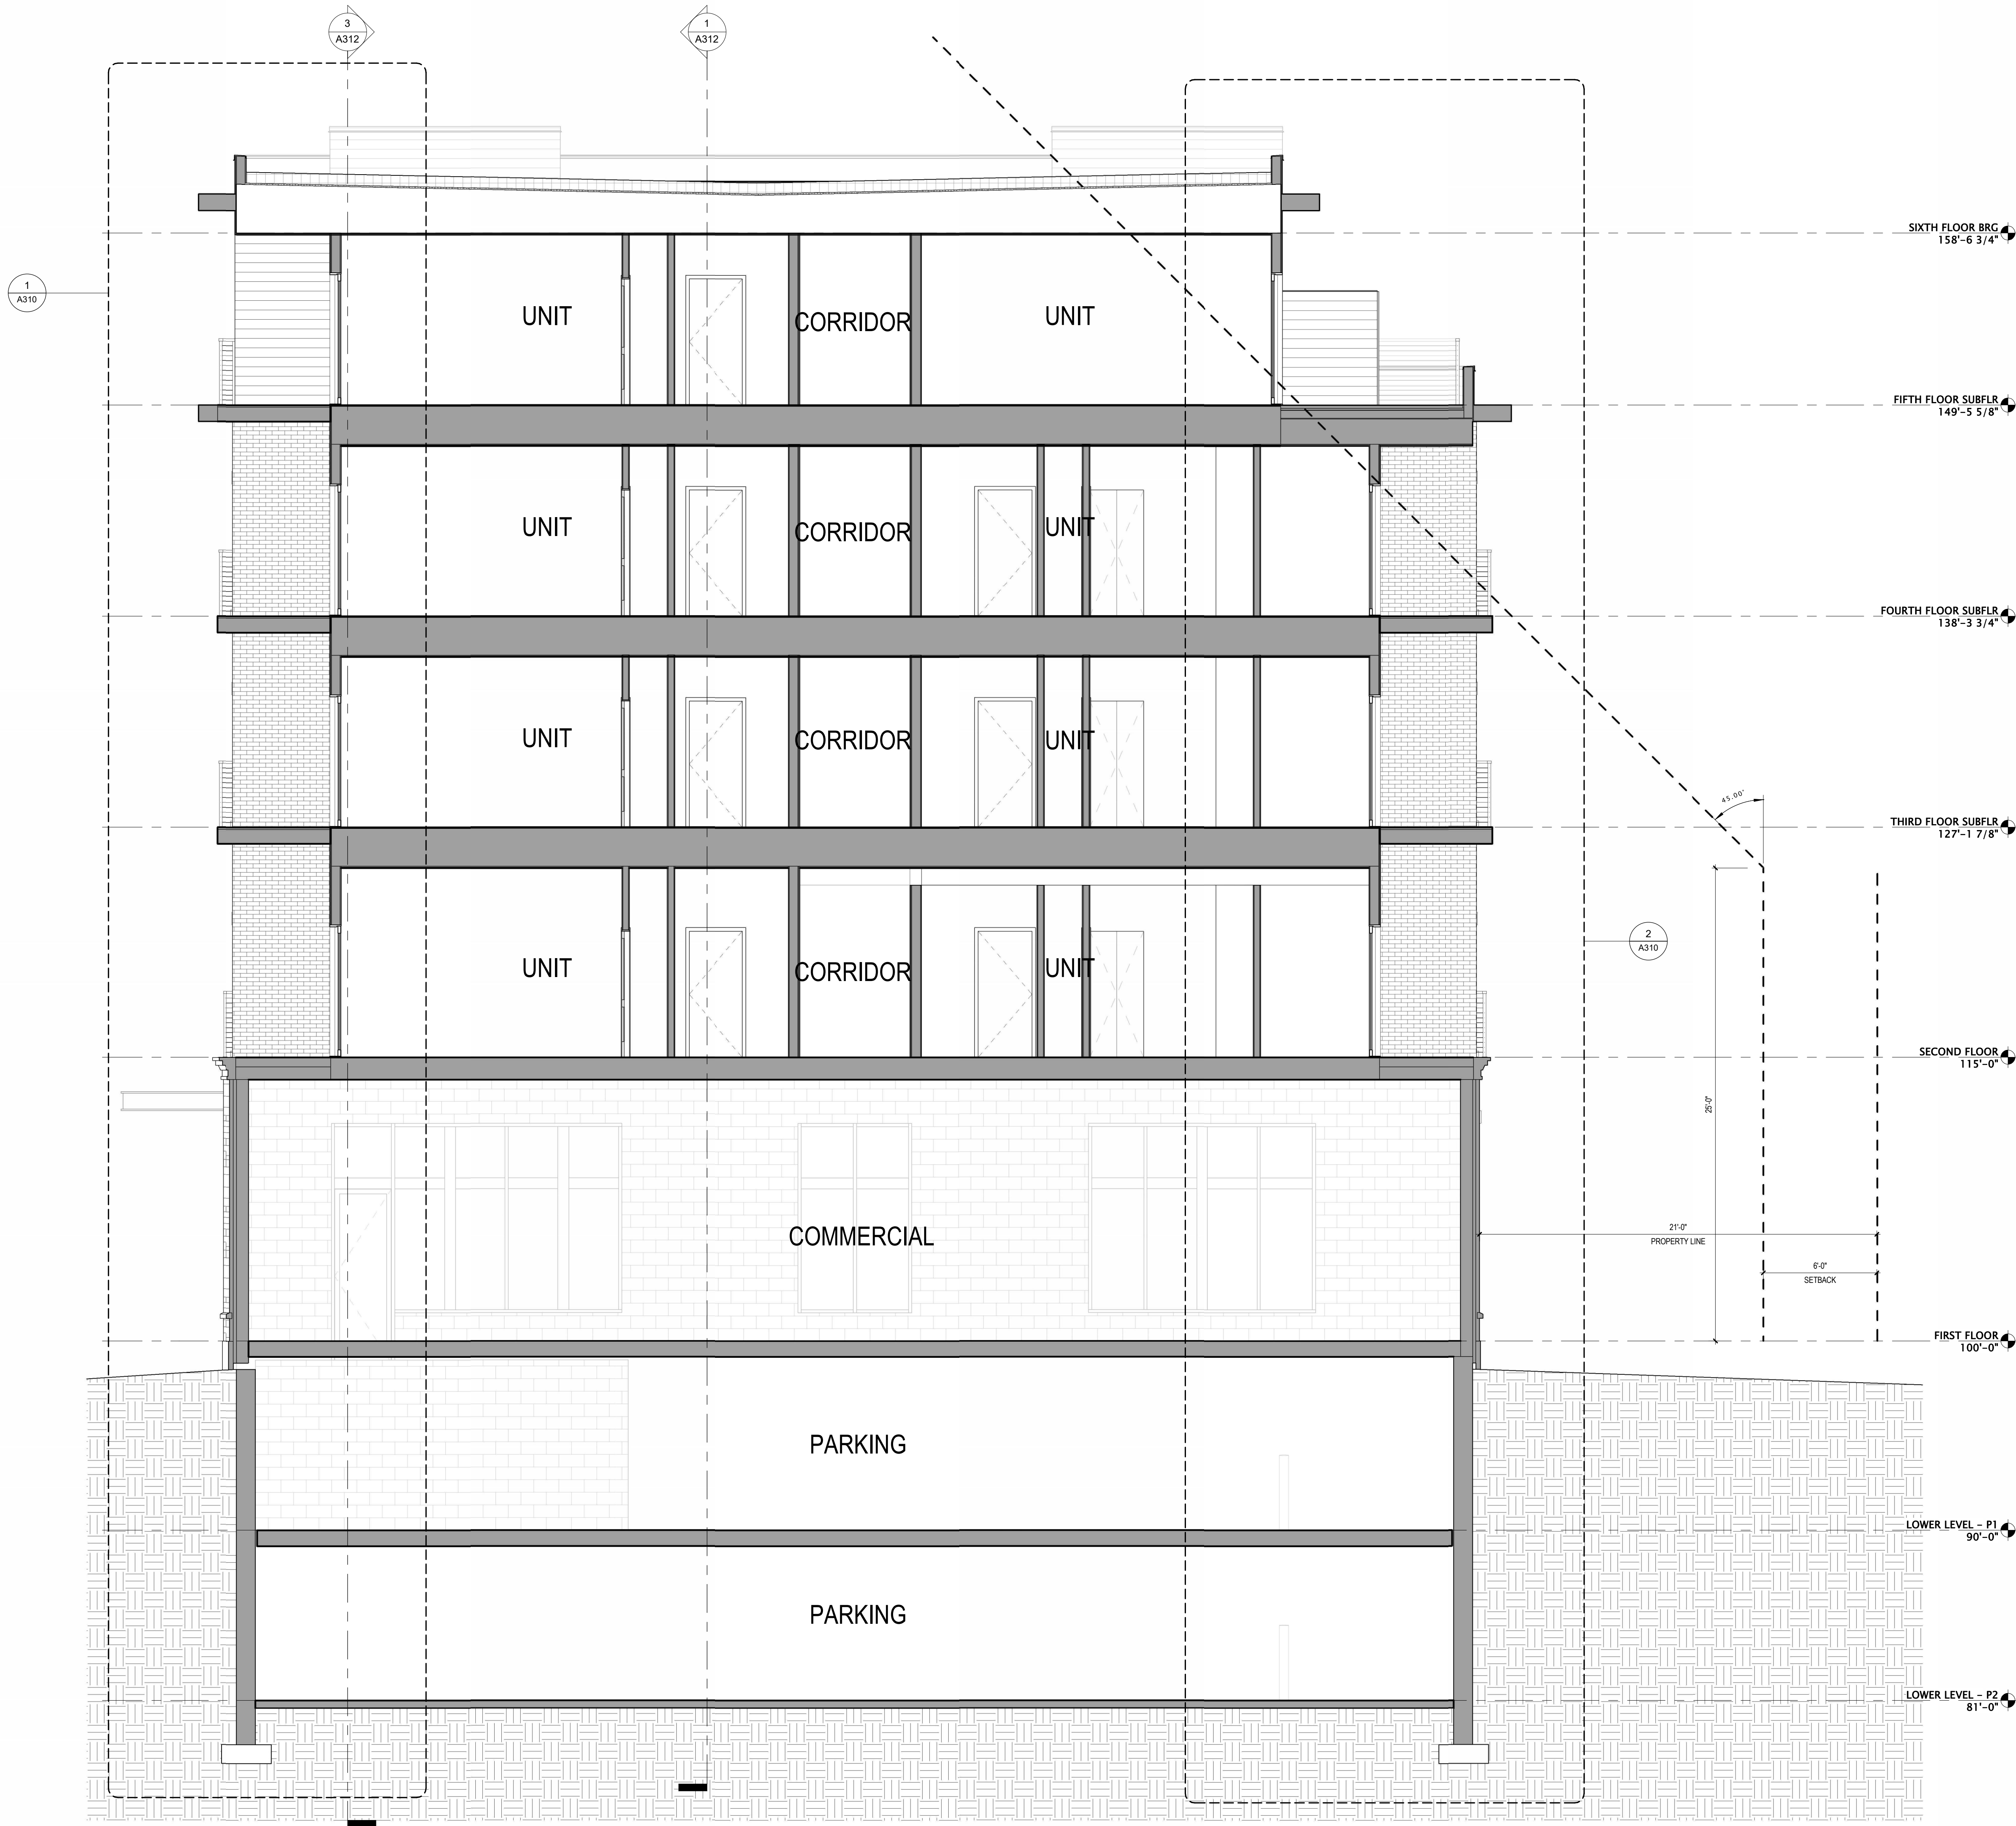 3
A312
1
A312
SIXTH FLOOR BRG
158'-6 3/4"
1
A310
UNIT
CORRIDOR
UNIT
FIFTH FLOOR SUBFLR
149'-5 5/8"
UNIT
CORRIDOR
UNIT
FOURTH FLOOR SUBFLR
138'-3 3/4"
UNIT
CORRIDOR
UNIT
45.00°
THIRD FLOOR SUBFLR
127'-1 7/8"
2
A310
UNIT
CORRIDOR
UNIT
SECOND FLOOR
115'-0"
25'-0"
COMMERCIAL
21'-0"
PROPERTY LINE
6'-0"
SETBACK
FIRST FLOOR
100'-0"
PARKING
LOWER LEVEL - P1
90'-0"
PARKING
LOWER LEVEL - P2
81'-0"